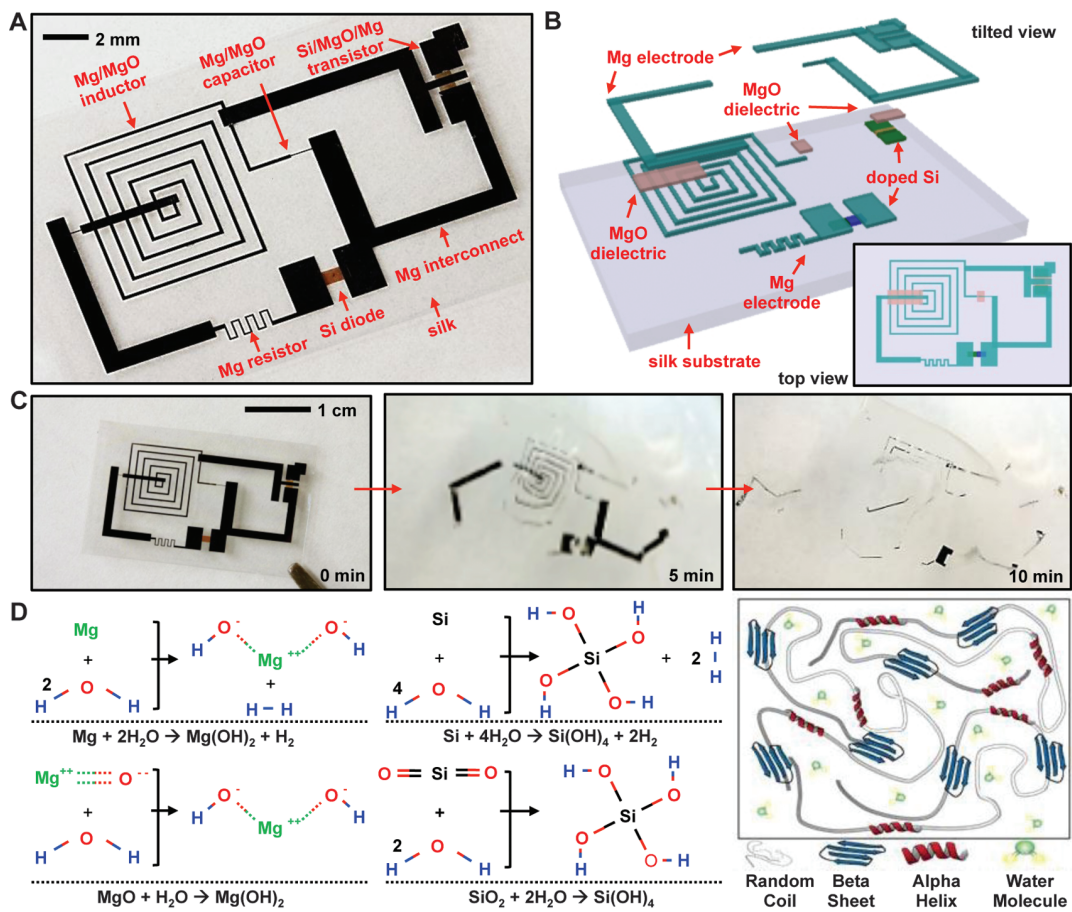 A
2 mm
Mg/MgO
inductor
Mg/MgO
capacitor
Si/MgO/Mg
transistor
Mg interconnect
Si diode
silk
Mg resistor
B
tilted view
Mg electrode
MgO
dielectric
doped Si
MgO
dielectric
Mg
electrode
silk substrate
top view
C
1 cm
0 min
5 min
10 min
D
Mg
+
2
H O H
H O -
Mg++
- O H
+
H-H
Mg + 2H₂O → Mg(OH)₂ + H₂
Si
+
4
H O H
H O
O H
Si
O H
O H
+ 2 H-H
Si + 4H₂O → Si(OH)₄ + 2H₂
Mg++ O--
+
H O H
H O -
Mg++
- O H
MgO + H₂O → Mg(OH)₂
O=Si=O
+
2
H O H
H-O
O H
Si
O H
O-H
SiO₂ + 2H₂O → Si(OH)₄
Random
Coil
Beta
Sheet
Alpha
Helix
Water
Molecule